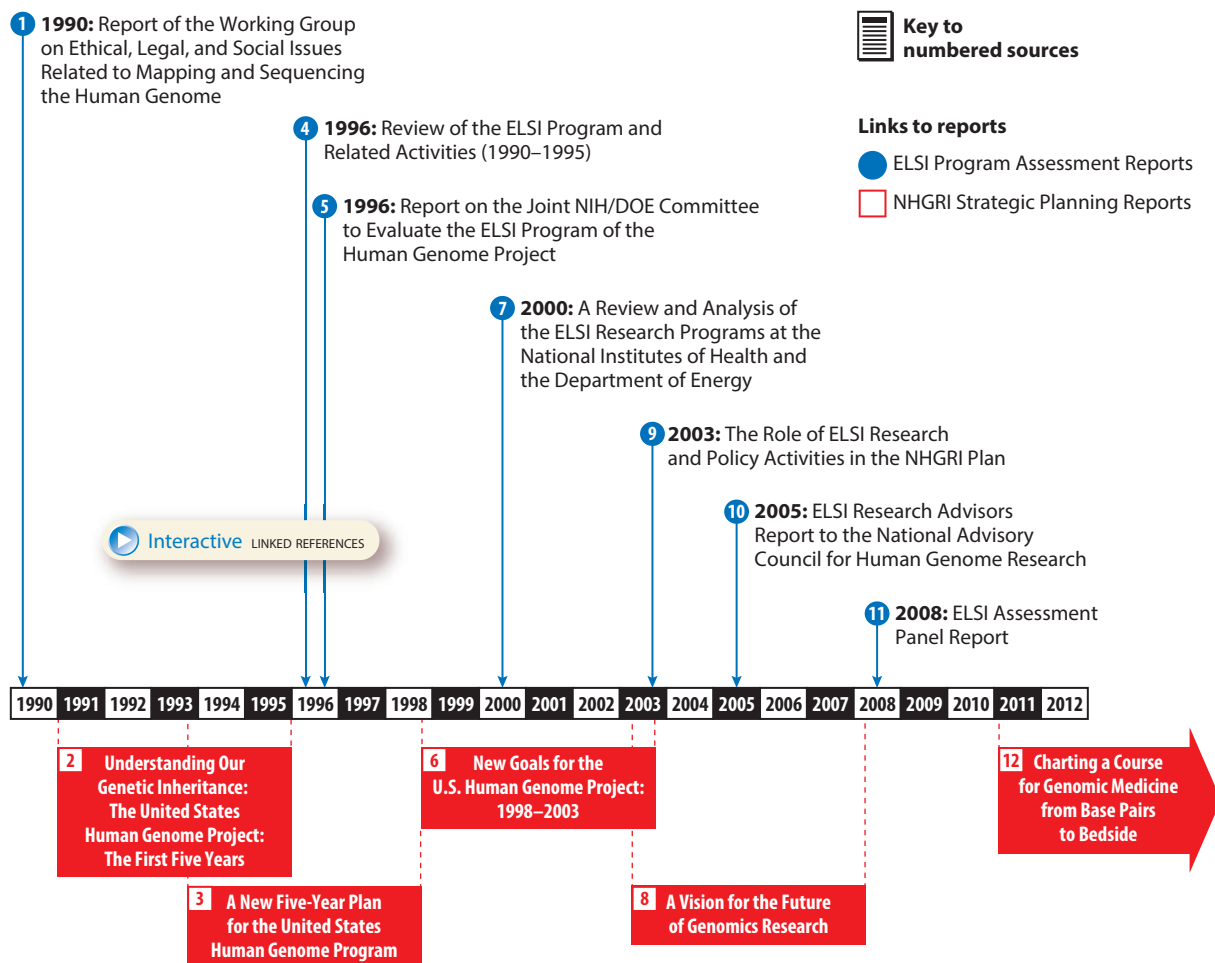 1 1990: Report of the Working Group
on Ethical, Legal, and Social Issues
Related to Mapping and Sequencing
the Human Genome
Key to
numbered sources
Links to reports
ELSI Program Assessment Reports
NHGRI Strategic Planning Reports
4 1996: Review of the ELSI Program and
Related Activities (1990–1995)
5 1996: Report on the Joint NIH/DOE Committee
to Evaluate the ELSI Program of the
Human Genome Project
7 2000: A Review and Analysis of
the ELSI Research Programs at the
National Institutes of Health and
the Department of Energy
9 2003: The Role of ELSI Research
and Policy Activities in the NHGRI Plan
10 2005: ELSI Research Advisors
Report to the National Advisory
Council for Human Genome Research
Interactive LINKED REFERENCES
11 2008: ELSI Assessment
Panel Report
1990 1991 1992 1993 1994 1995 1996 1997 1998 1999 2000 2001 2002 2003 2004 2005 2006 2007 2008 2009 2010 2011 2012
2 Understanding Our
Genetic Inheritance:
The United States
Human Genome Project:
The First Five Years
3 A New Five-Year Plan
for the United States
Human Genome Program
6 New Goals for the
U.S. Human Genome Project:
1998–2003
8 A Vision for the Future
of Genomics Research
12 Charting a Course
for Genomic Medicine
from Base Pairs
to Bedside